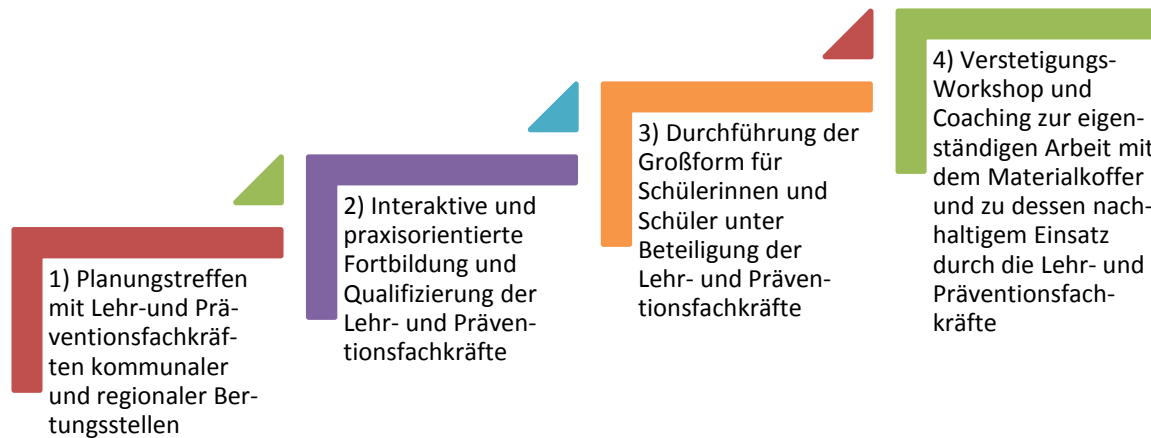 1) Planungstreffen
mit Lehr-und Prä-
ventionsfachkräf-
ten kommunaler
und regionaler Ber-
tungsstellen
2) Interaktive und
praxisorientierte
Fortbildung und
Qualifizierung der
Lehr- und Präven-
tionsfachkräfte
3) Durchführung der
Großform für
Schülerinnen und
Schüler unter
Beteiligung der
Lehr- und Präven-
tionsfachkräfte
4) Verstetigungs-
Workshop und
Coaching zur eigen-
ständigen Arbeit mit
dem Materialkoffer
und zu dessen nach-
haltigem Einsatz
durch die Lehr- und
Präventionsfach-
kräfte